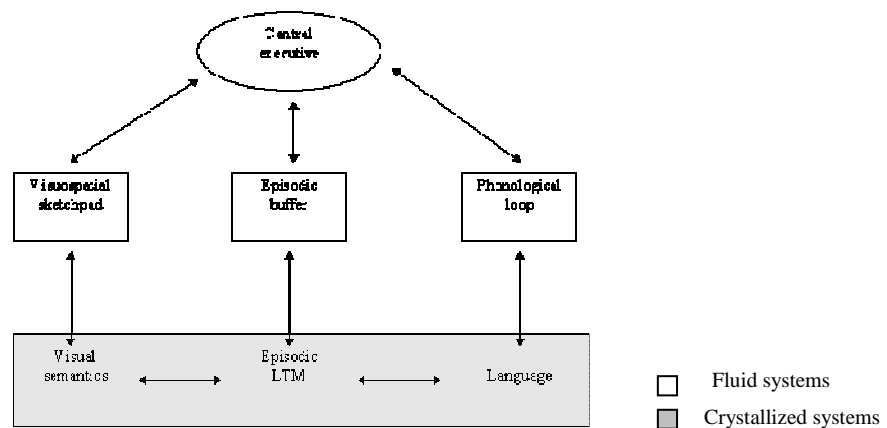 Central
executive
Visuospatial
sketchpad
Episodic
buffer
Phonological
loop
Visual
semantics
Episodic
LTM
Language
Fluid systems
Crystallized systems